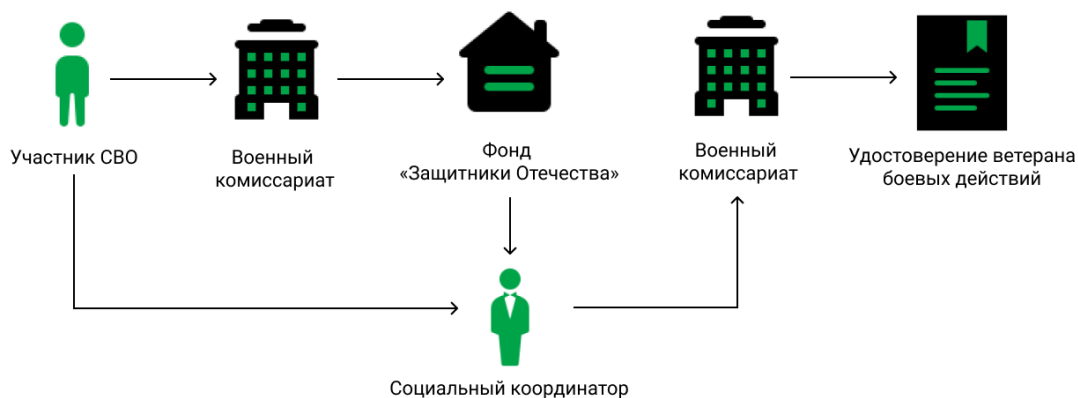 Участник СВО
Военный
комиссариат
Фонд
«Защитники Отечества»
Военный
комиссариат
Удостоверение ветерана
боевых действий
Социальный координатор